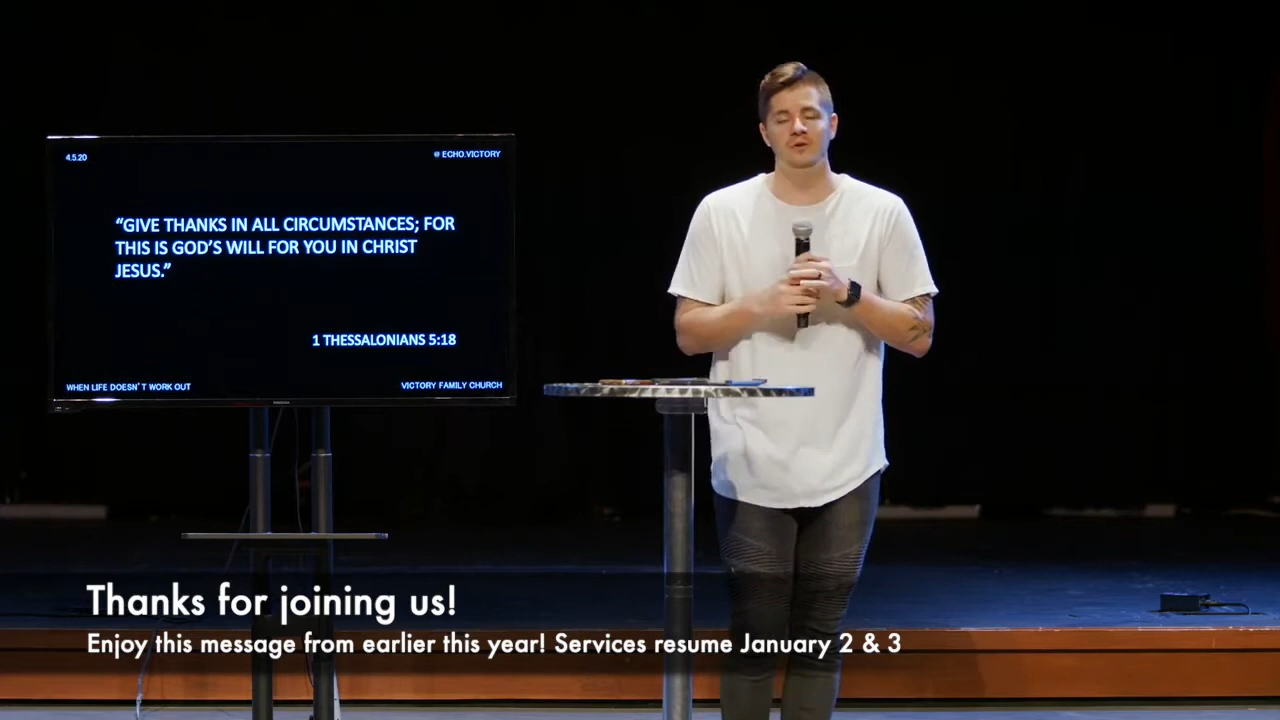 4.5.20
@ ECHO.VICTORY
“GIVE THANKS IN ALL CIRCUMSTANCES; FOR
THIS IS GOD’S WILL FOR YOU IN CHRIST
JESUS.”
1 THESSALONIANS 5:18
WHEN LIFE DOESN'T WORK OUT
VICTORY FAMILY CHURCH
Thanks for joining us!
Enjoy this message from earlier this year! Services resume January 2 & 3